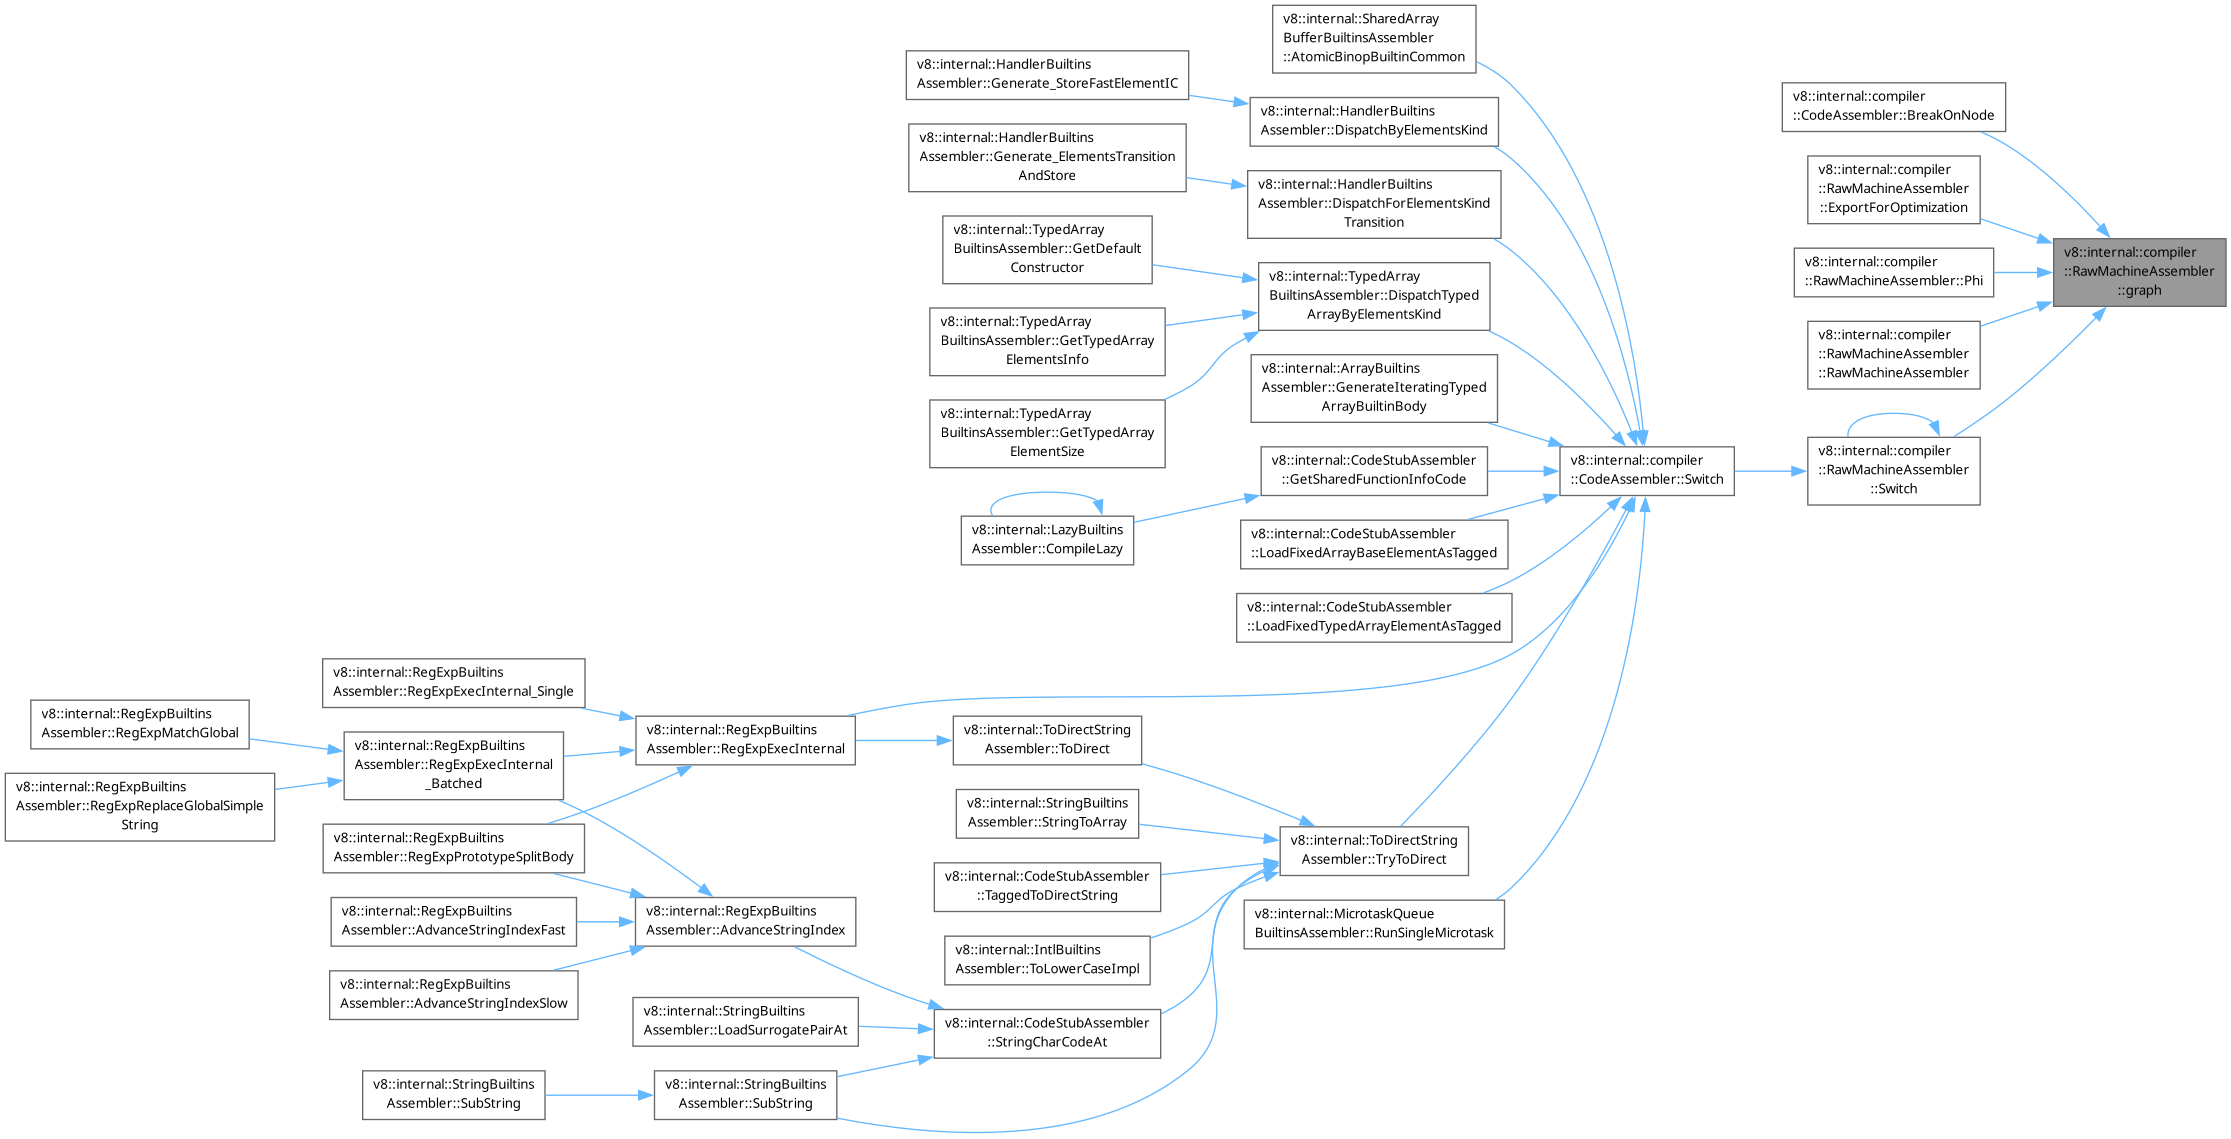 v8::internal::SharedArray
BufferBuiltinsAssembler
::AtomicBinopBuiltinCommon
v8::internal::HandlerBuiltins
Assembler::Generate_StoreFastElementIC
v8::internal::HandlerBuiltins
Assembler::DispatchByElementsKind
v8::internal::compiler
::CodeAssembler::BreakOnNode
v8::internal::HandlerBuiltins
Assembler::Generate_ElementsTransition
AndStore
v8::internal::HandlerBuiltins
Assembler::DispatchForElementsKind
Transition
v8::internal::compiler
::RawMachineAssembler
::ExportForOptimization
v8::internal::TypedArray
BuiltinsAssembler::GetDefault
Constructor
v8::internal::TypedArray
BuiltinsAssembler::DispatchTyped
ArrayByElementsKind
v8::internal::compiler
::RawMachineAssembler::Phi
v8::internal::compiler
::RawMachineAssembler
::graph
v8::internal::TypedArray
BuiltinsAssembler::GetTypedArray
ElementsInfo
v8::internal::compiler
::RawMachineAssembler
::RawMachineAssembler
v8::internal::TypedArray
BuiltinsAssembler::GetTypedArray
ElementSize
v8::internal::ArrayBuiltins
Assembler::GenerateIteratingTyped
ArrayBuiltinBody
v8::internal::CodeStubAssembler
::GetSharedFunctionInfoCode
v8::internal::compiler
::CodeAssembler::Switch
v8::internal::compiler
::RawMachineAssembler
::Switch
v8::internal::LazyBuiltins
Assembler::CompileLazy
v8::internal::CodeStubAssembler
::LoadFixedArrayBaseElementAsTagged
v8::internal::CodeStubAssembler
::LoadFixedTypedArrayElementAsTagged
v8::internal::RegExpBuiltins
Assembler::RegExpExecInternal_Single
v8::internal::RegExpBuiltins
Assembler::RegExpMatchGlobal
v8::internal::RegExpBuiltins
Assembler::RegExpExecInternal
_Batched
v8::internal::RegExpBuiltins
Assembler::RegExpExecInternal
v8::internal::ToDirectString
Assembler::ToDirect
v8::internal::RegExpBuiltins
Assembler::RegExpReplaceGlobalSimple
String
v8::internal::StringBuiltins
Assembler::StringToArray
v8::internal::RegExpBuiltins
Assembler::RegExpPrototypeSplitBody
v8::internal::ToDirectString
Assembler::TryToDirect
v8::internal::CodeStubAssembler
::TaggedToDirectString
v8::internal::RegExpBuiltins
Assembler::AdvanceStringIndexFast
v8::internal::RegExpBuiltins
Assembler::AdvanceStringIndex
v8::internal::MicrotaskQueue
BuiltinsAssembler::RunSingleMicrotask
v8::internal::IntlBuiltins
Assembler::ToLowerCaseImpl
v8::internal::RegExpBuiltins
Assembler::AdvanceStringIndexSlow
v8::internal::StringBuiltins
Assembler::LoadSurrogatePairAt
v8::internal::CodeStubAssembler
::StringCharCodeAt
v8::internal::StringBuiltins
Assembler::SubString
v8::internal::StringBuiltins
Assembler::SubString